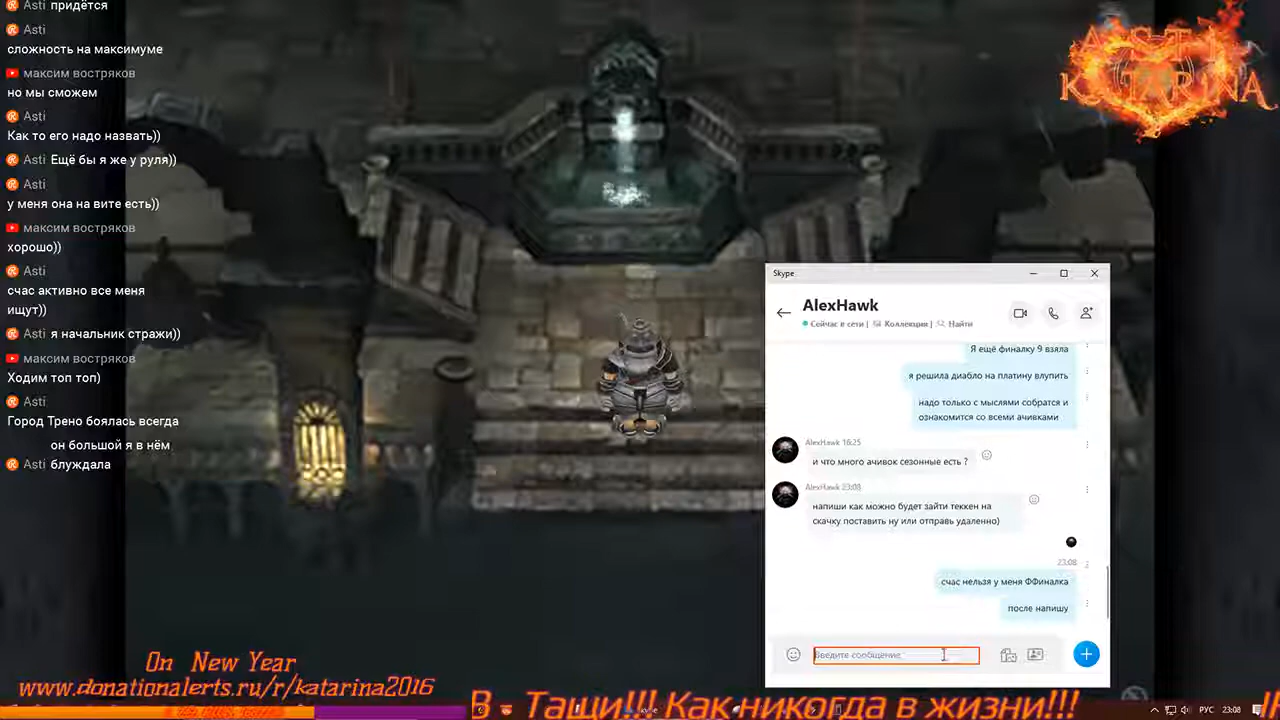 Asti придётся
Asti
сложность на максимуме
максим востряков
но мы сможем
Asti
Как то его надо назвать))
Asti Ещё бы я же у руля))
Asti
у меня она на вите есть))
максим востряков
хорошо))
Asti
счас активно все меня
ищут))
Asti я начальник стражи))
максим востряков
Ходим топ топ)
Asti
Город Трено боялась всегда
он большой я в нём
Asti блуждала
ASTI
KATARINA
Skype
AlexHawk
Сейчас в сети | Коллекция | Найти
Я ещё финалку 9 взяла
я решила диабло на платину влупить
надо только с мыслями собратся и
ознакомится со всеми ачивками
AlexHawk 16:25
и что много ачивок сезонные есть ?
AlexHawk 23:08
напиши как можно будет зайти теккен на
скачку поставить ну или отправь удаленно)
23:08
счас нельзя у меня ФФиналка
после напишу
Введите сообщение
On New Year
www.donationalerts.ru/r/katarina2016
В - Тащи!!! Как никогда в жизни!!!
Skype
РУС 23:08